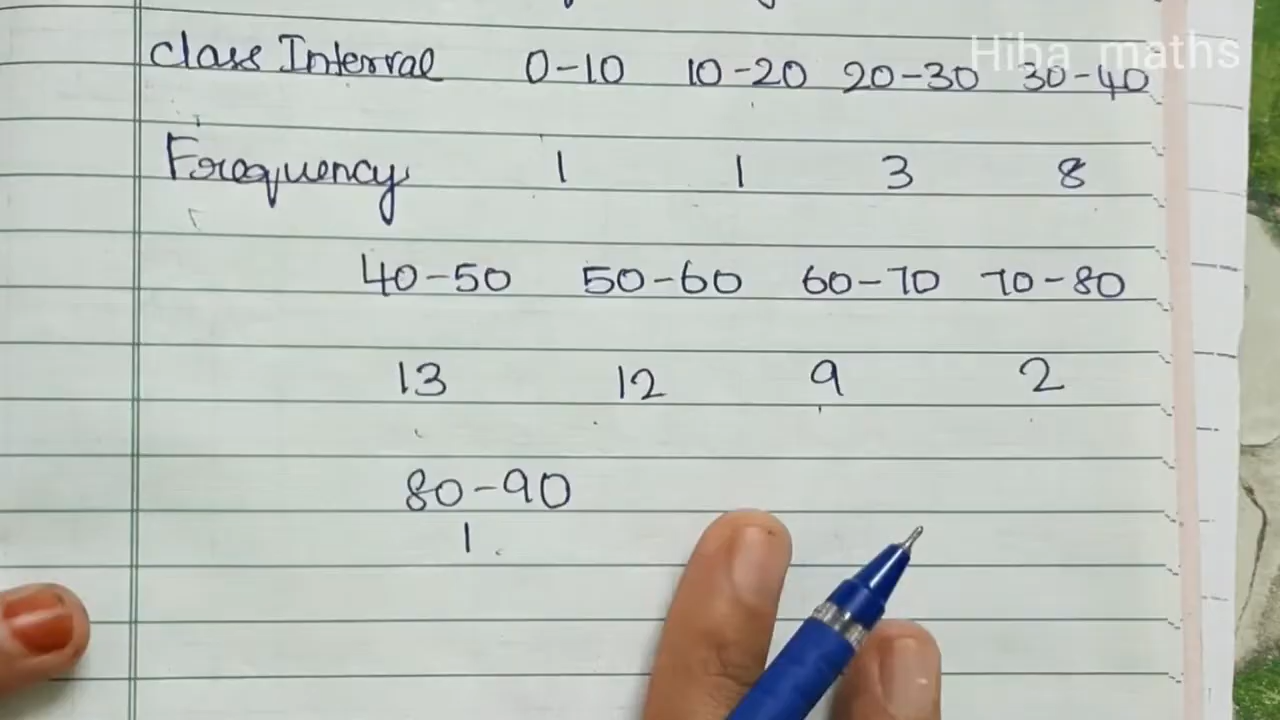 Hiba maths
Class Interval 0-10 10-20 20-30 30-40
Frequency 1 1 3 8
40-50 50-60 60-70 70-80
13 12 9 2
80-90
1